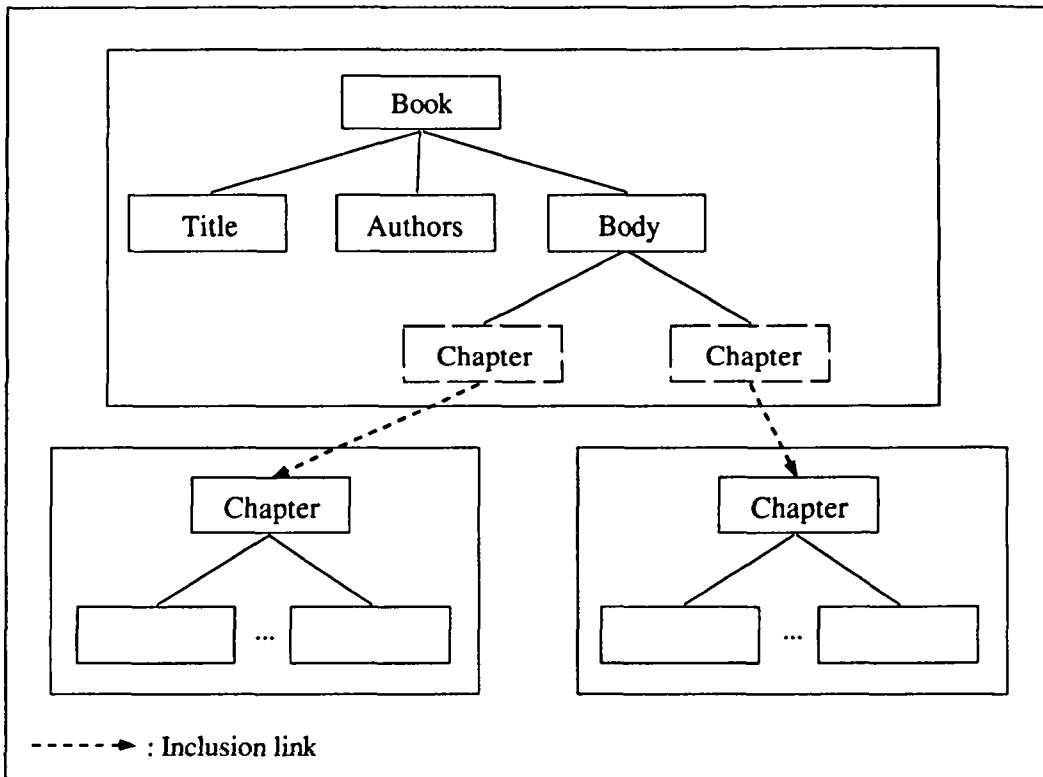 Book
Title Authors Body
Chapter Chapter
Chapter Chapter
... ...
: Inclusion link